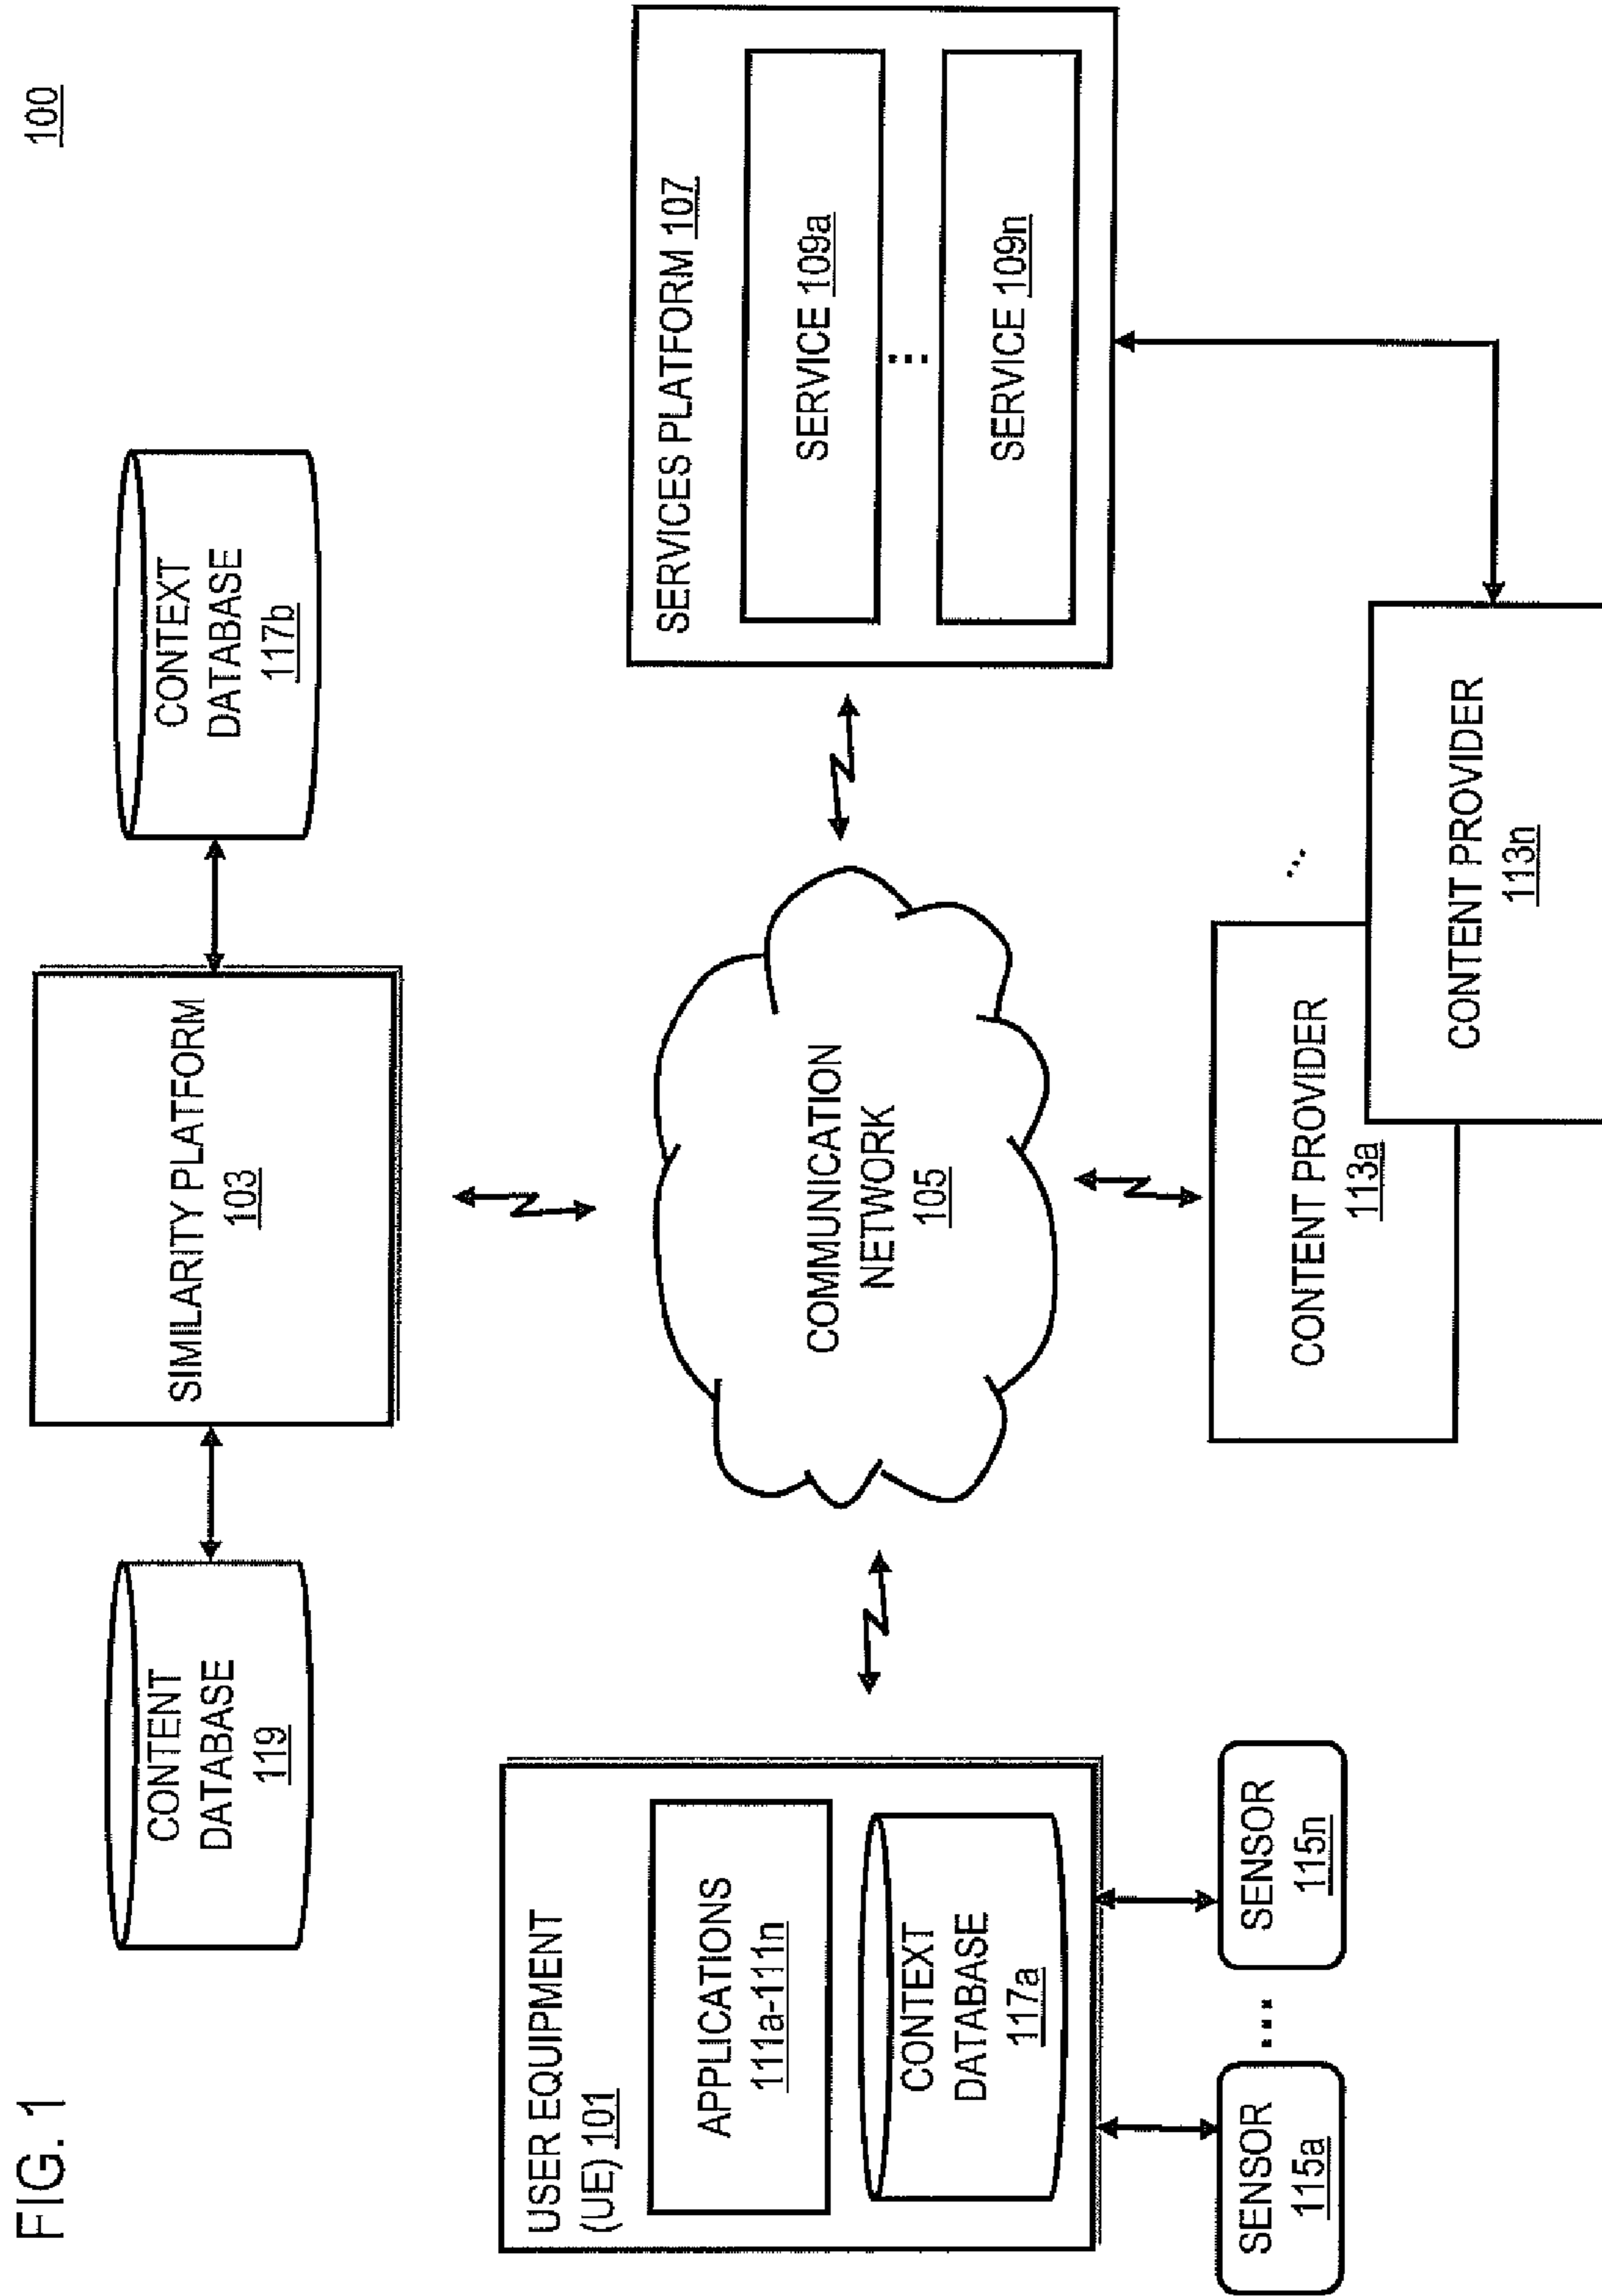 FIG. 1
100
CONTENT
DATABASE
119
SIMILARITY PLATFORM
103
CONTEXT
DATABASE
117b
USER EQUIPMENT
(UE) 101
APPLICATIONS
111a-111n
CONTEXT
DATABASE
117a
SENSOR
115a
...
SENSOR
115n
COMMUNICATION
NETWORK
105
SERVICES PLATFORM 107
SERVICE 109a
...
SERVICE 109n
CONTENT PROVIDER
113a
...
CONTENT PROVIDER
113n